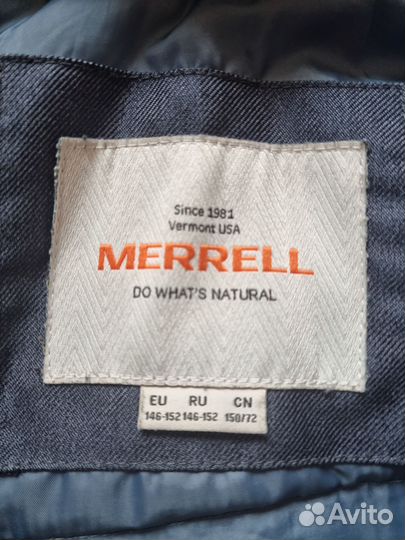 Since 1981
Vermont USA
MERRELL
DO WHAT'S NATURAL
EU RU CN
146-152 146-152 150/72
Avito